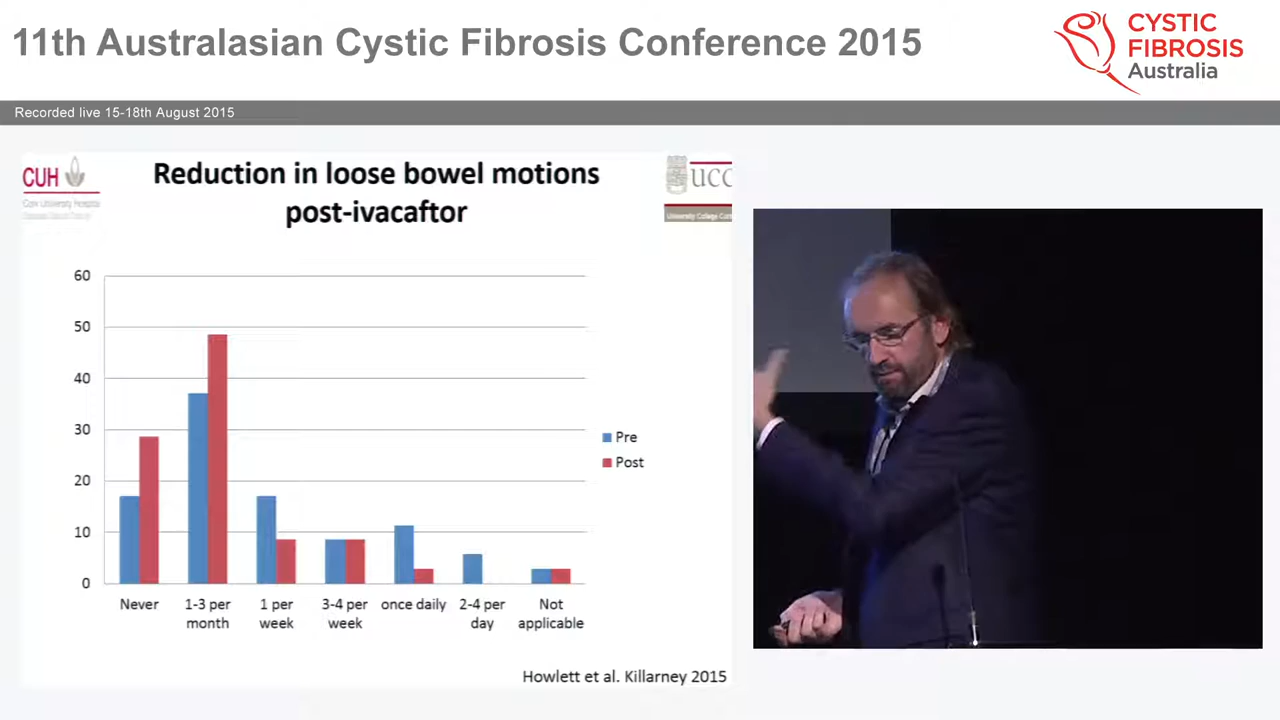 11th Australasian Cystic Fibrosis Conference 2015
CYSTIC
FIBROSIS
Australia
Recorded live 15-18th August 2015
CUH
Cork University Hospital
Reduction in loose bowel motions
post-ivacaftor
UCC
University College Cork
60
50
40
30
20
10
0
Pre
Post
Never
1-3 per
month
1 per
week
3-4 per
week
once daily
2-4 per
day
Not
applicable
Howlett et al. Killarney 2015